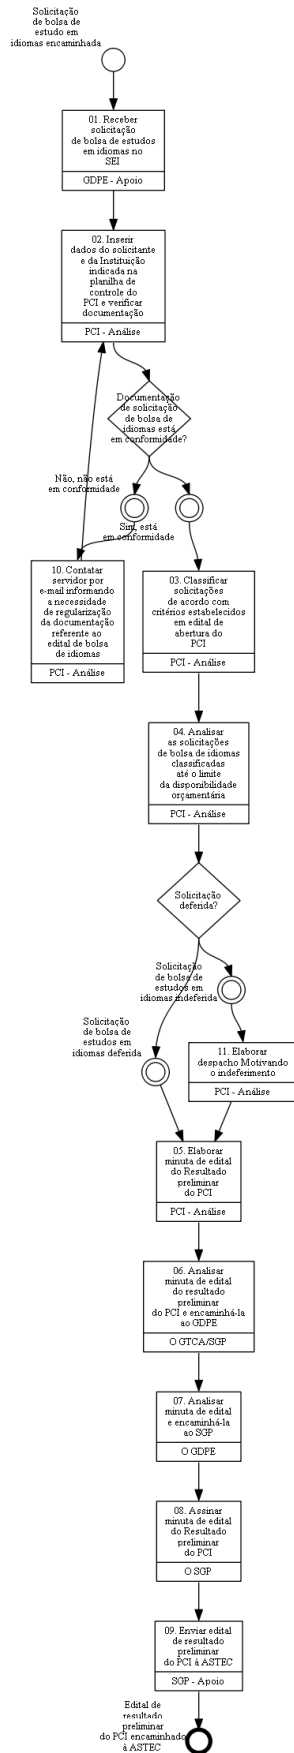 Solicitação
de bolsa de
estudo em
idiomas encaminhada
01. Receber
solicitação
de bolsa de estudos
em idiomas no
SEI
GDPE - Apoio
02. Inserir
dados do solicitante
e da Instituição
indicada na
planilha de
controle do
PCI e verificar
documentação
PCI - Análise
Documentação
de solicitação
de bolsa de
idiomas está
em conformidade?
Não, não está
em conformidade
Sim, está
em conformidade
10. Contatar
servidor por
e-mail informando
a necessidade
de regularização
da documentação
referente ao
edital de bolsa
de idiomas
PCI - Análise
03. Classificar
solicitações
de acordo com
critérios estabelecidos
em edital de
abertura do
PCI
PCI - Análise
04. Analisar
as solicitações
de bolsa de idiomas
classificadas
até o limite
da disponibilidade
orçamentária
PCI - Análise
Solicitação
deferida?
Solicitação
de bolsa de
estudos em
idiomas indeferida
Solicitação
de bolsa de
estudos em
idiomas deferida
11. Elaborar
despacho Motivando
o indeferimento
PCI - Análise
05. Elaborar
minuta de edital
do Resultado
preliminar
do PCI
PCI - Análise
06. Analisar
minuta de edital
do resultado
preliminar
do PCI e encaminhá-la
ao GDPE
O GTCA/SGP
07. Analisar
minuta de edital
e encaminhá-la
ao SGP
O GDPE
08. Assinar
minuta de edital
do Resultado
preliminar
do PCI
O SGP
09. Enviar edital
de resultado
preliminar
do PCI à ASTEC
SGP - Apoio
Edital de
resultado
preliminar
do PCI encaminhado
à ASTEC